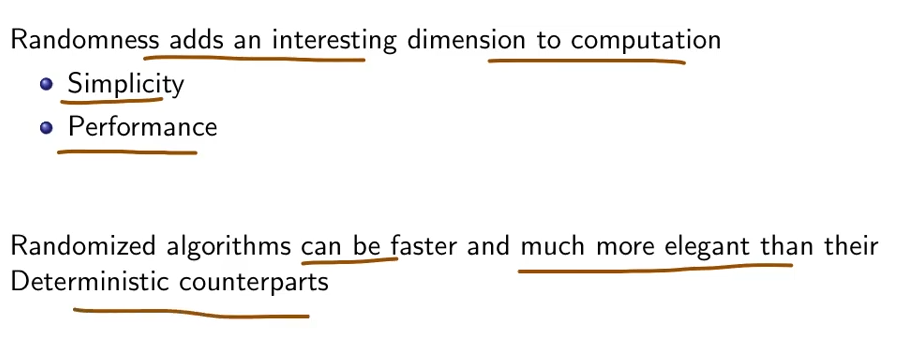 Randomness adds an interesting dimension to computation
Simplicity
Performance
Randomized algorithms can be faster and much more elegant than their
Deterministic counterparts